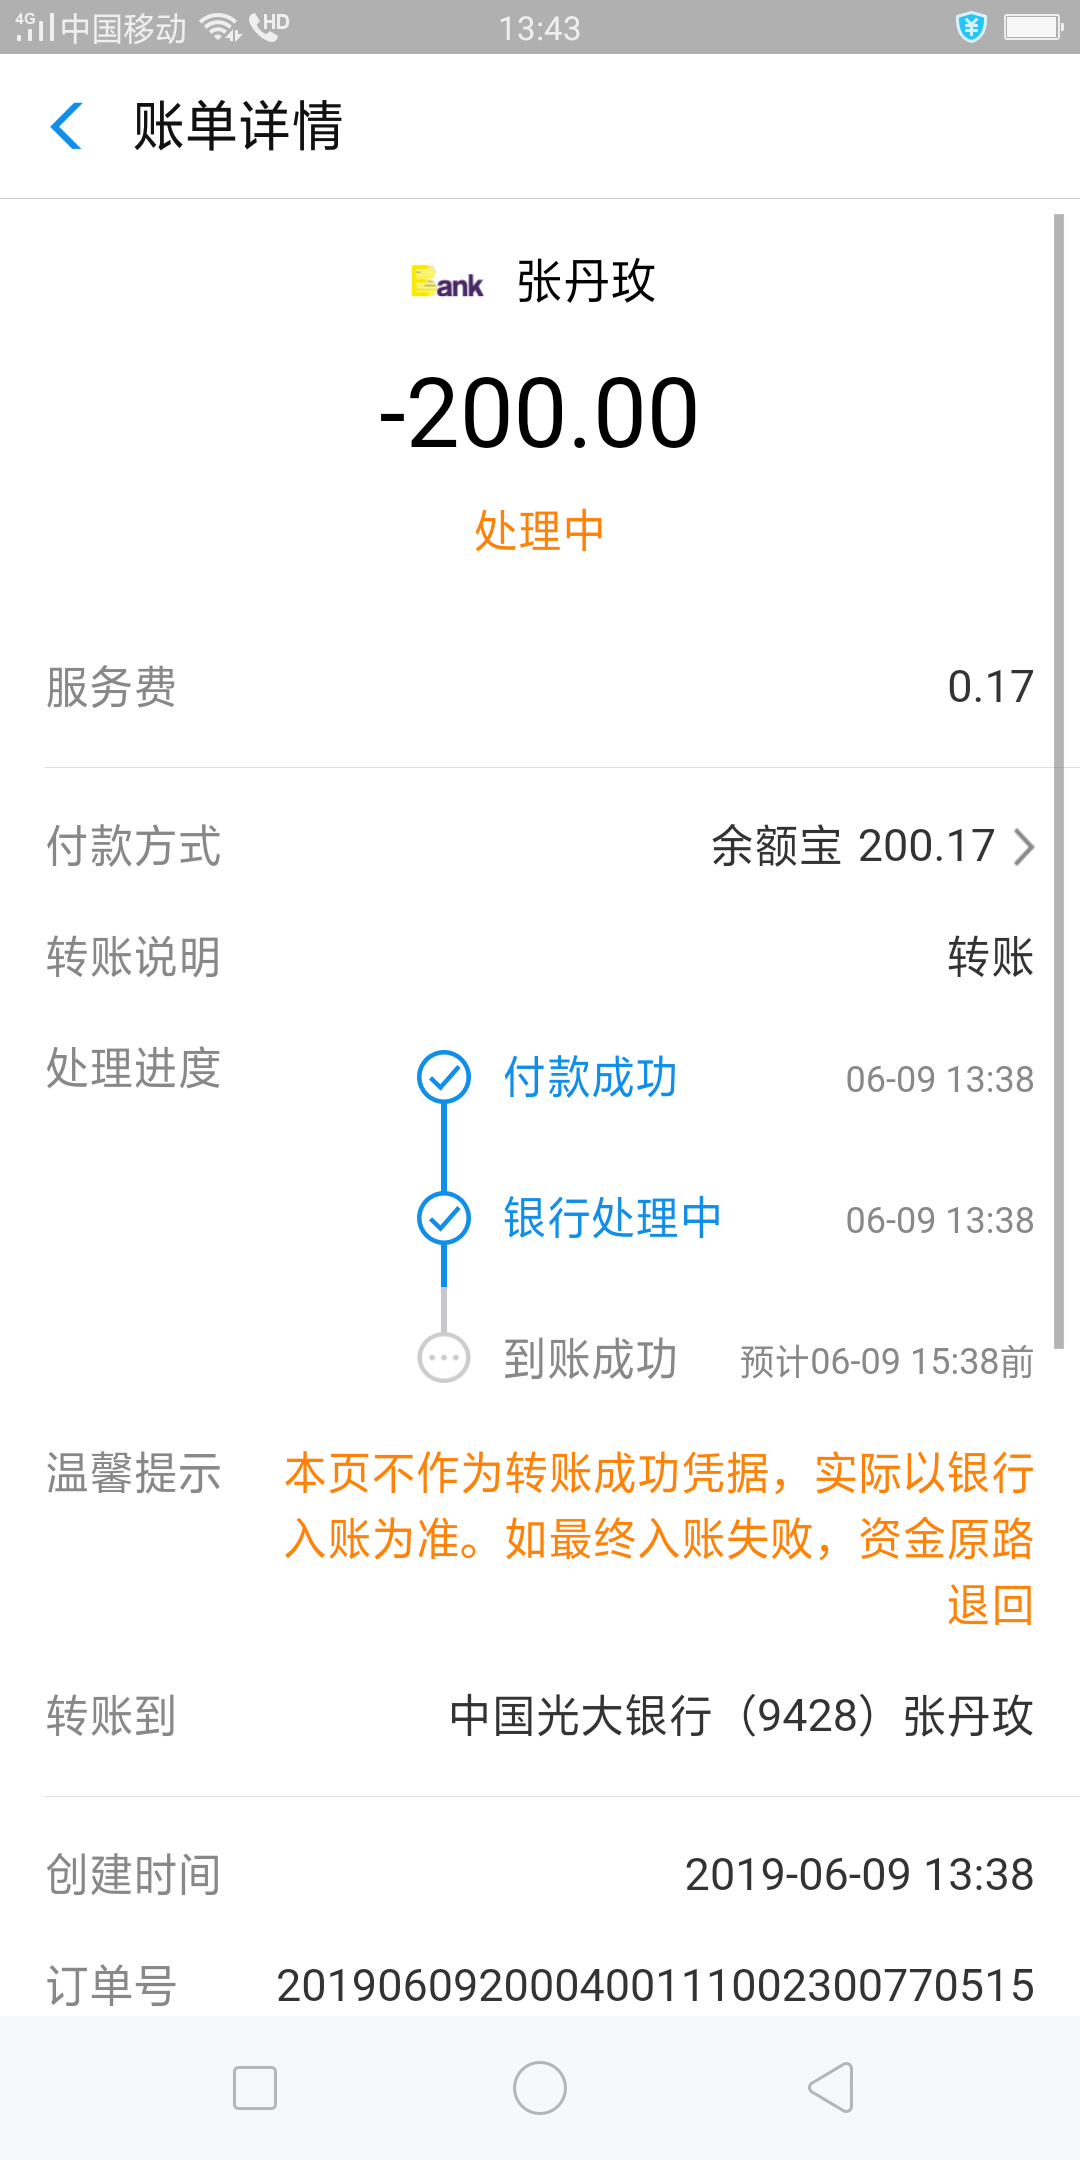 4G 中国移动 HD 13:43
账单详情
Bank 张丹玫
-200.00
处理中
服务费 0.17
付款方式 余额宝 200.17
转账说明 转账
处理进度 付款成功 06-09 13:38
银行处理中 06-09 13:38
到账成功 预计06-09 15:38前
温馨提示 本页不作为转账成功凭据，实际以银行
入账为准。如最终入账失败，资金原路
退回
转账到 中国光大银行（9428）张丹玫
创建时间 2019-06-09 13:38
订单号 20190609200040011100230077051​5